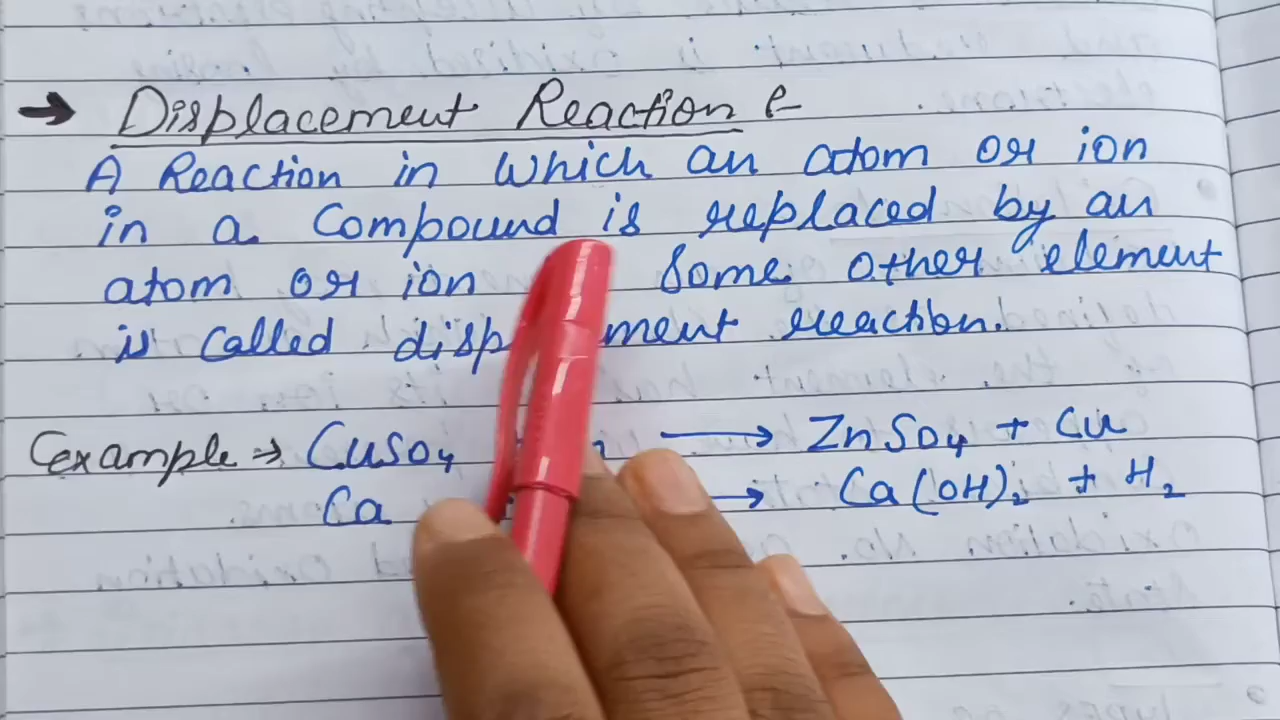 → Displacement Reaction :-
A Reaction in which an atom or ion
in a compound is replaced by an
atom or ion some other element
is called disp ment reaction.
Example → CuSO4 → ZnSO4 + Cu
Ca → Ca(OH)2 + H2